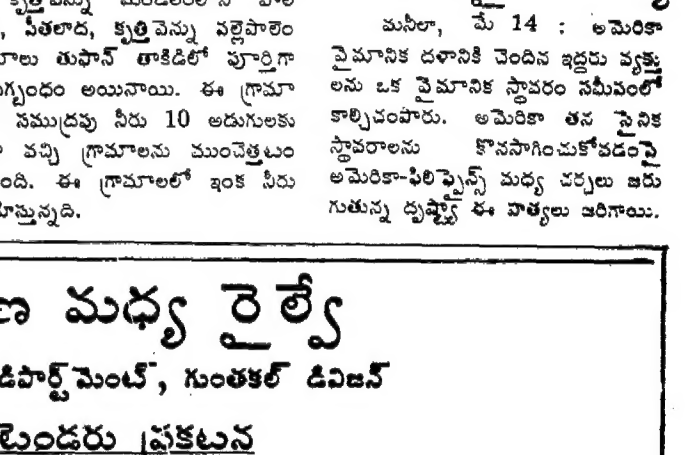 పీతలాద, కృత్తివెన్ను పల్లెపాలెం
తుఫాన్ తాకిడిలో పూర్తిగా
అయినాయి. ఈ గ్రామా
సముద్రపు నీరు 10 అడుగులకు
వచ్చి గ్రామాలను ముంచెత్తటం
ఈ గ్రామాలలో ఇంక నీరు
మనీలా, మే 14 : అమెరికా
వైమానిక దళానికి చెందిన ఇద్దరు వ్యక్తు
లను ఒక వైమానిక స్థావరం సమీపంలో
కాల్చిచంపారు. అమెరికా తన సైనిక
స్థావరాలను కొనసాగించుకోవడంపై
అమెరికా-ఫిలిప్పైన్స్ మధ్య చర్చలు జరు
గుతున్న దృష్ట్యా ఈ హత్యలు జరిగాయి.
మధ్య రైల్వే
డిపార్ట్‌మెంట్, గుంతకల్ డివిజన్
టెండరు ప్రకటన